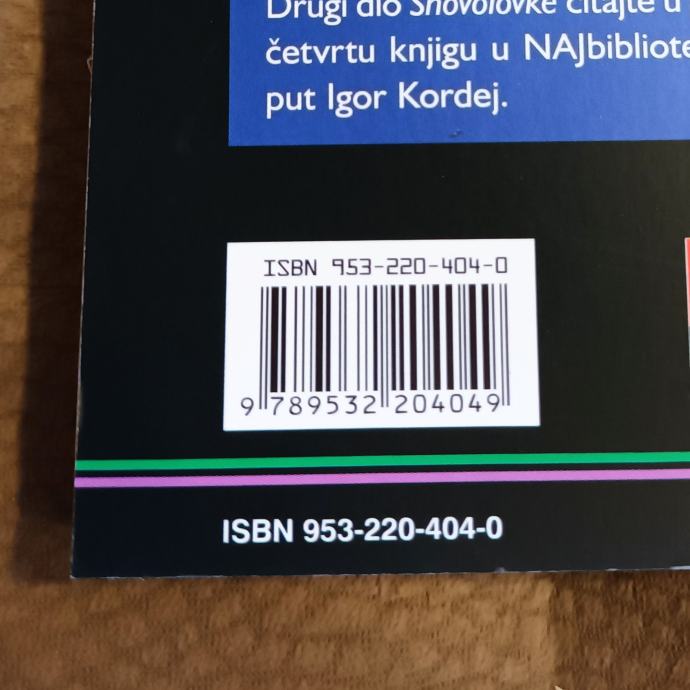 Drugi dio Snovolovke čitajte u
četvrtu knjigu u NAJbibliote
put Igor Kordej.
ISBN 953-220-404-0
9 789532 204049
ISBN 953-220-404-0